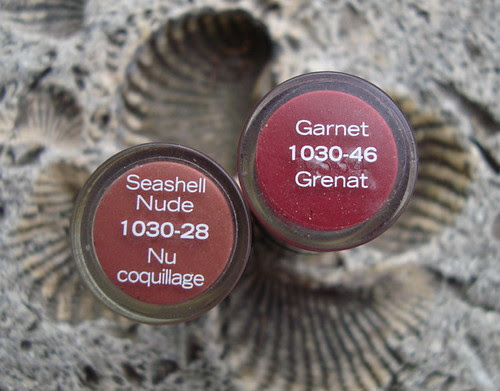 Seashell
Nude
1030-28
Nu
coquillage
Garnet
1030-46
Grenat